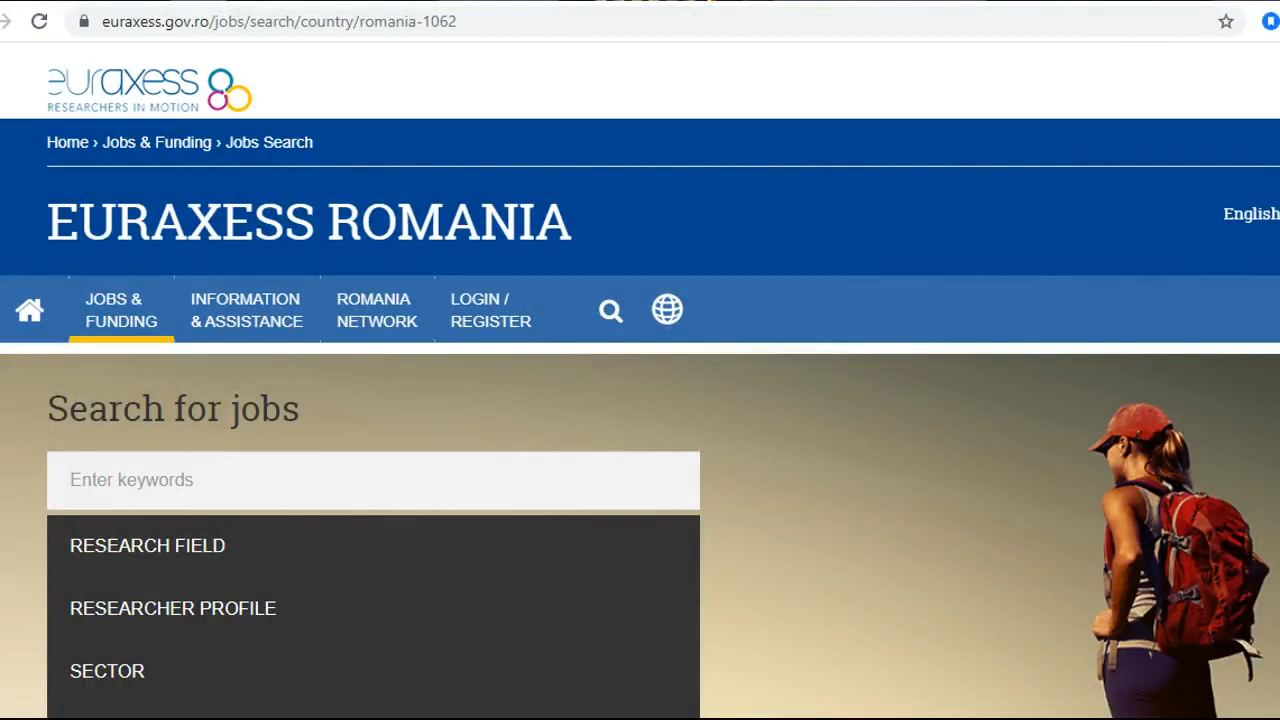 euraxess.gov.ro/jobs/search/country/romania-1062
euraxess
RESEARCHERS IN MOTION
Home › Jobs & Funding › Jobs Search
EURAXESS ROMANIA
English
JOBS & FUNDING
INFORMATION & ASSISTANCE
ROMANIA NETWORK
LOGIN / REGISTER
Search for jobs
Enter keywords
RESEARCH FIELD
RESEARCHER PROFILE
SECTOR